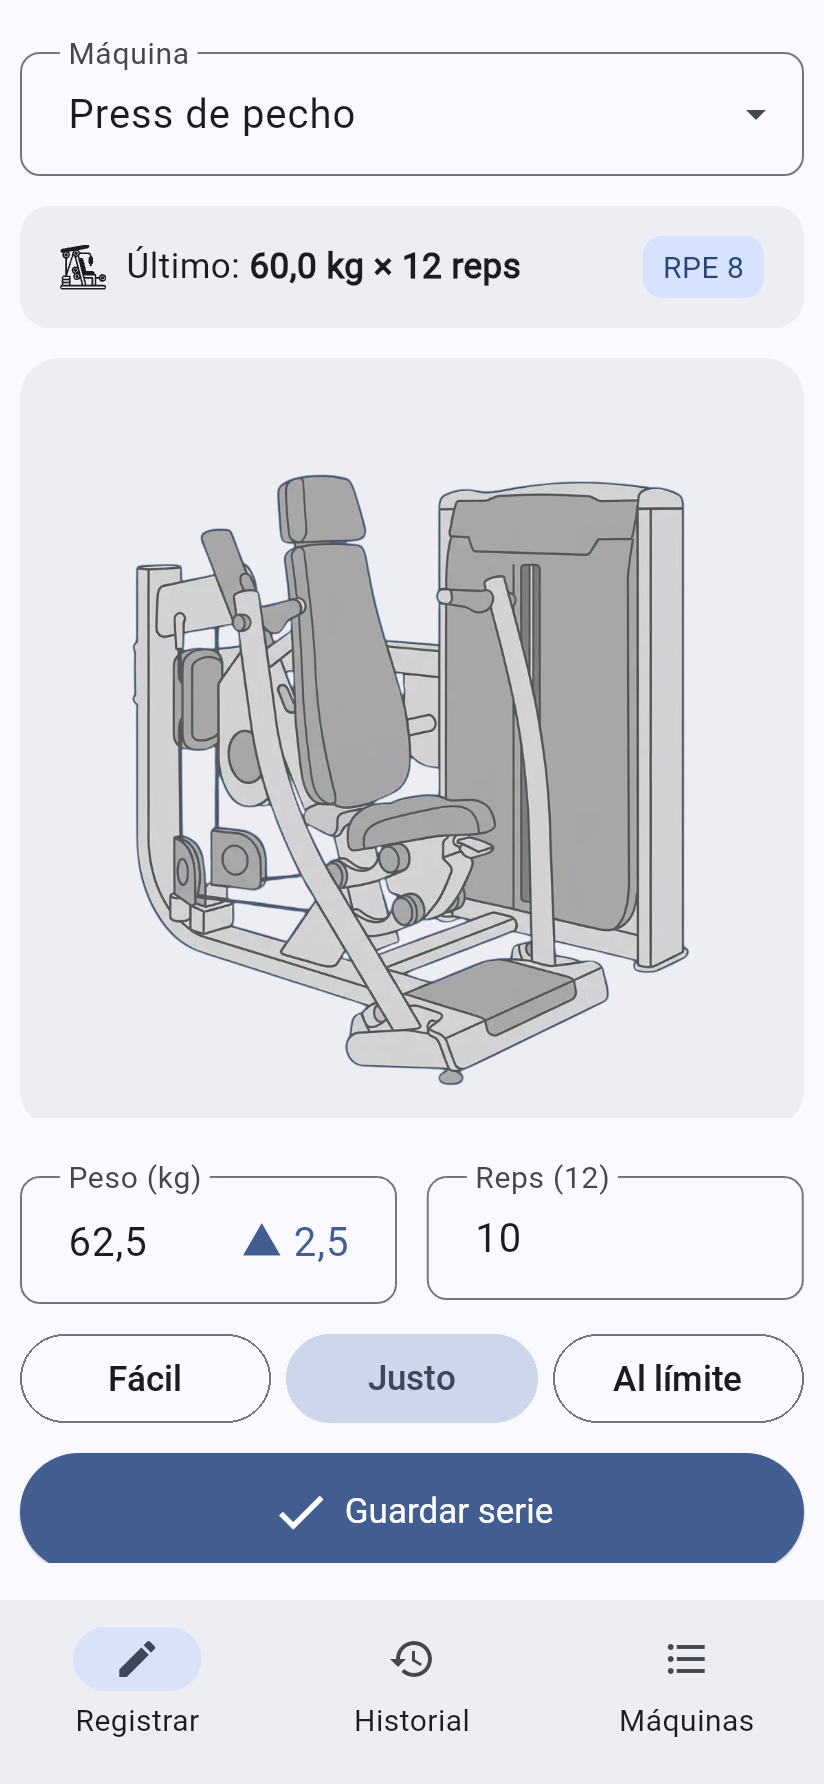 Máquina
Press de pecho
Último: 60,0 kg × 12 reps
RPE 8
Peso (kg)
62,5
▲ 2,5
Reps (12)
10
Fácil
Justo
Al límite
Guardar serie
Registrar
Historial
Máquinas